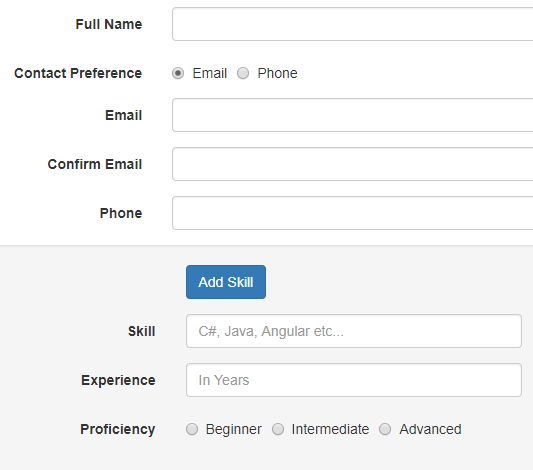 Full Name
Contact Preference Email Phone
Email
Confirm Email
Phone
Add Skill
Skill C#, Java, Angular etc...
Experience In Years
Proficiency Beginner Intermediate Advanced